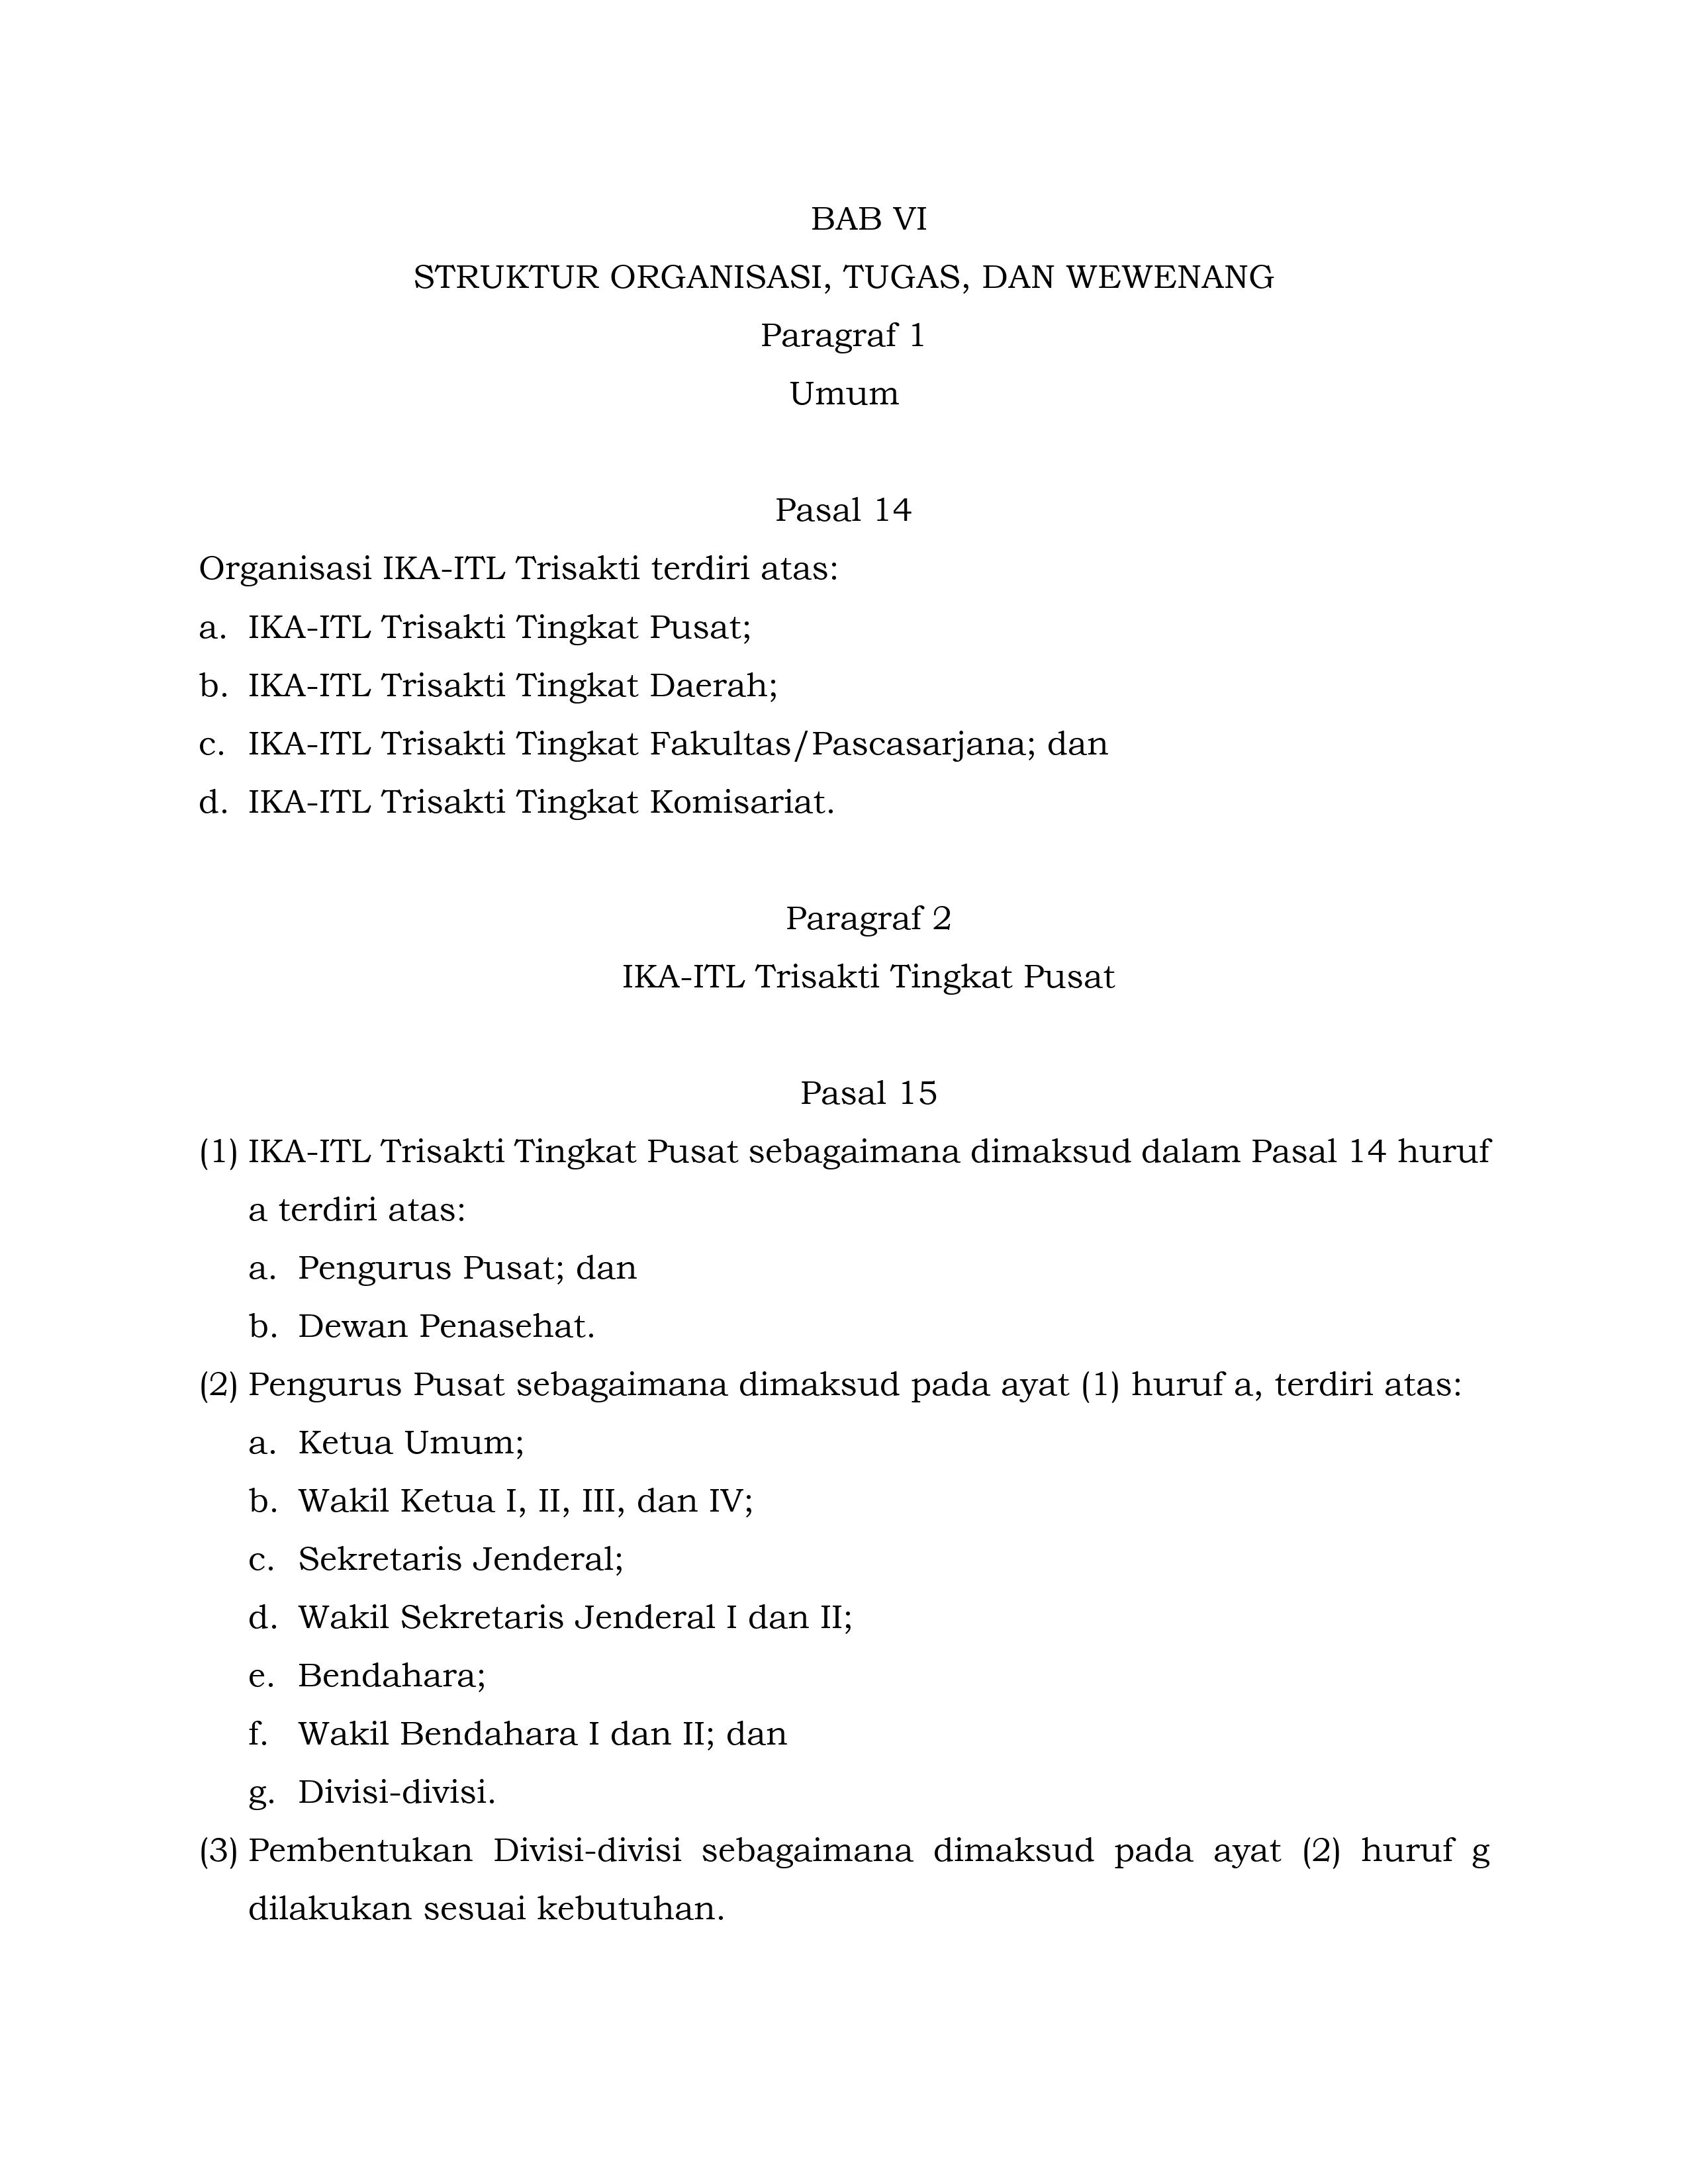 BAB VI
STRUKTUR ORGANISASI, TUGAS, DAN WEWENANG
Paragraf 1
Umum
Pasal 14
Organisasi IKA-ITL Trisakti terdiri atas:
a. IKA-ITL Trisakti Tingkat Pusat;
b. IKA-ITL Trisakti Tingkat Daerah;
c. IKA-ITL Trisakti Tingkat Fakultas/Pascasarjana; dan
d. IKA-ITL Trisakti Tingkat Komisariat.
Paragraf 2
IKA-ITL Trisakti Tingkat Pusat
Pasal 15
(1) IKA-ITL Trisakti Tingkat Pusat sebagaimana dimaksud dalam Pasal 14 huruf
a terdiri atas:
a. Pengurus Pusat; dan
b. Dewan Penasehat.
(2) Pengurus Pusat sebagaimana dimaksud pada ayat (1) huruf a, terdiri atas:
a. Ketua Umum;
b. Wakil Ketua I, II, III, dan IV;
c. Sekretaris Jenderal;
d. Wakil Sekretaris Jenderal I dan II;
e. Bendahara;
f. Wakil Bendahara I dan II; dan
g. Divisi-divisi.
(3) Pembentukan Divisi-divisi sebagaimana dimaksud pada ayat (2) huruf g
dilakukan sesuai kebutuhan.